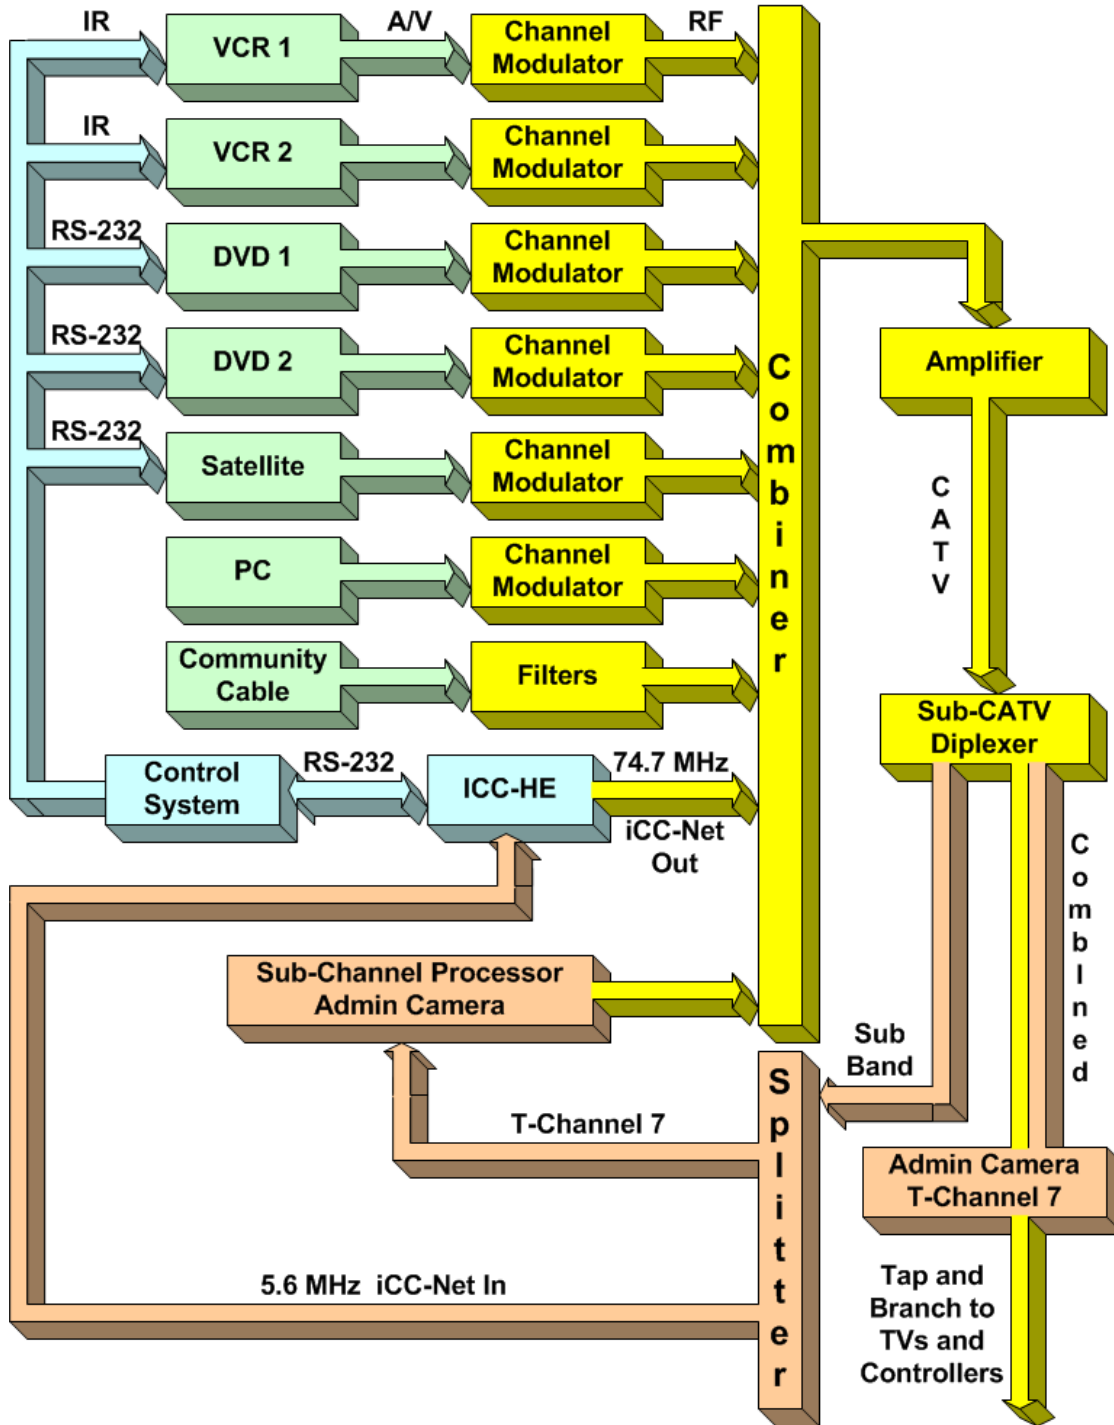 IR
VCR 1
A/V
Channel
Modulator
RF
IR
VCR 2
Channel
Modulator
RS-232
DVD 1
Channel
Modulator
RS-232
DVD 2
Channel
Modulator
RS-232
Satellite
Channel
Modulator
PC
Channel
Modulator
Community
Cable
Filters
Control
System
RS-232
ICC-HE
74.7 MHz
iCC-Net
Out
Combiner
Amplifier
CATV
Sub-CATV
Diplexer
CombIned
Sub
Band
Sub-Channel Processor
Admin Camera
Splitter
T-Channel 7
Admin Camera
T-Channel 7
5.6 MHz iCC-Net In
Tap and
Branch to
TVs and
Controllers